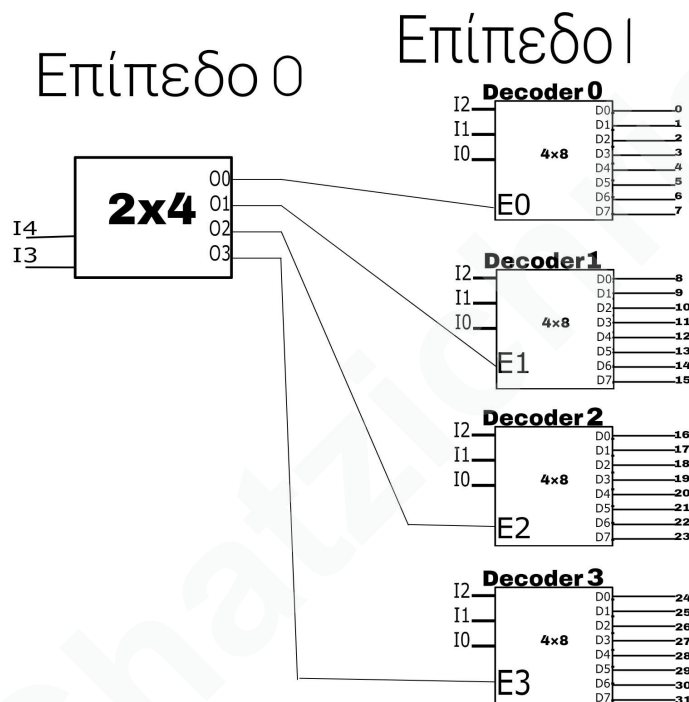 Επίπεδο 0
Επίπεδο 1
2x4
I4
I3
O0
O1
O2
O3
Decoder 0
I2
I1
I0
4×8
E0
D0 0
D1 1
D2 2
D3 3
D4 4
D5 5
D6 6
D7 7
Decoder 1
I2
I1
I0
4×8
E1
D0 8
D1 9
D2 10
D3 11
D4 12
D5 13
D6 14
D7 15
Decoder 2
I2
I1
I0
4×8
E2
D0 16
D1 17
D2 18
D3 19
D4 20
D5 21
D6 22
D7 23
Decoder 3
I2
I1
I0
4×8
E3
D0 24
D1 25
D2 26
D3 27
D4 28
D5 29
D6 30
D7 31